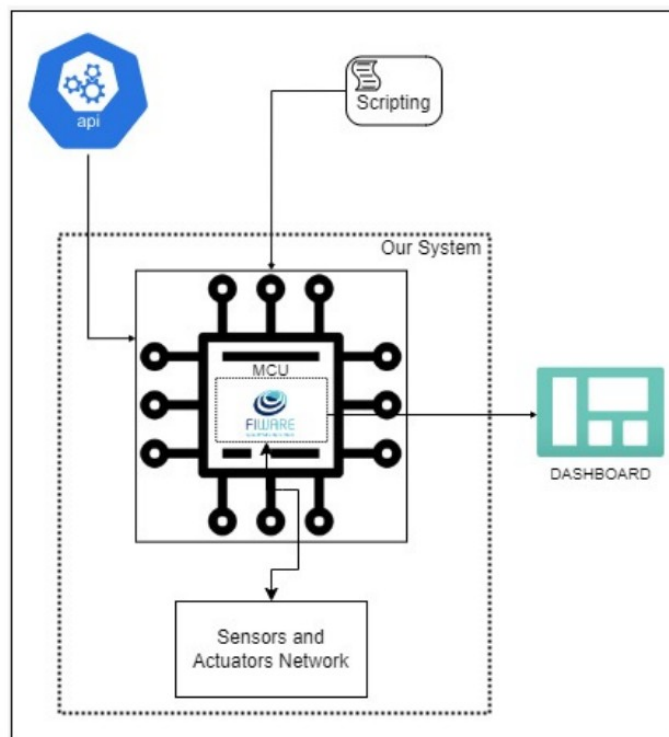 api
Scripting
Our System
MCU
FIWARE
DASHBOARD
Sensors and
Actuators Network